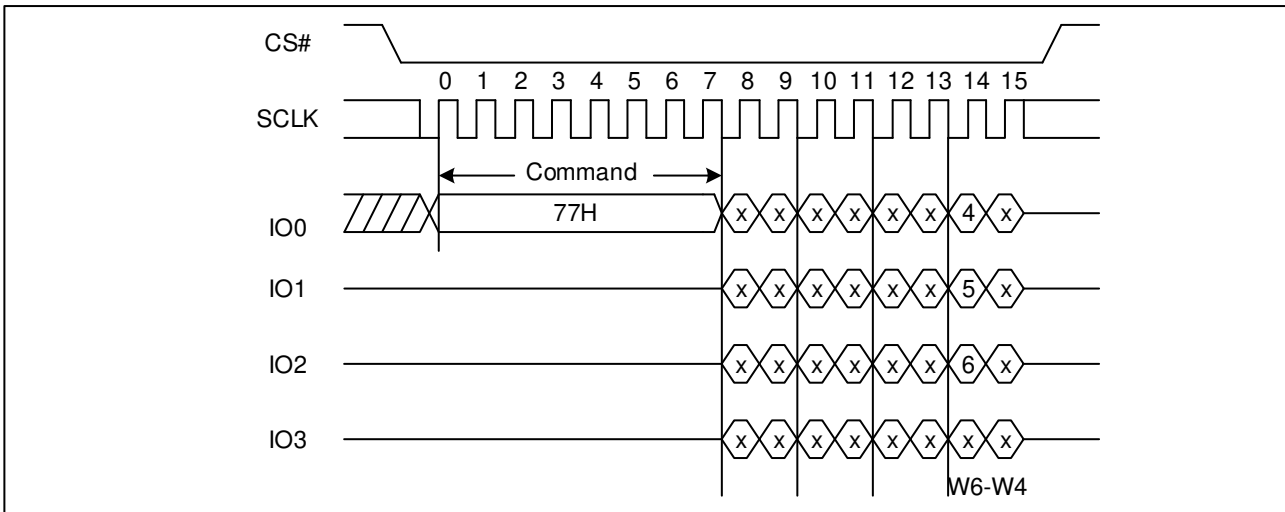 CS#
0 1 2 3 4 5 6 7 8 9 10 11 12 13 14 15
SCLK
Command
IO0 77H x x x x x x 4 x
IO1 x x x x x x 5 x
IO2 x x x x x x 6 x
IO3 x x x x x x x x
W6-W4